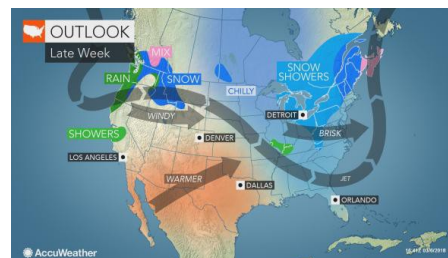 OUTLOOK
Late Week
MIX
RAIN
SNOW
SNOW
SHOWERS
CHILLY
WINDY
DETROIT
BRISK
SHOWERS
DENVER
LOS ANGELES
WARMER
DALLAS
JET
ORLANDO
AccuWeather